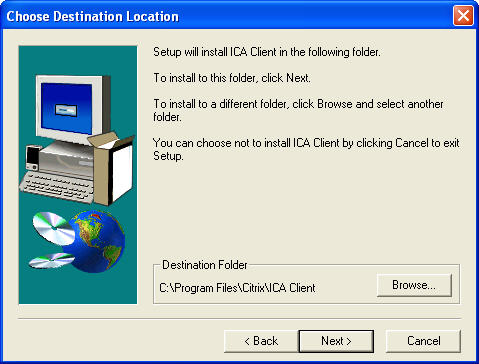 Choose Destination Location
Setup will install ICA Client in the following folder.
To install to this folder, click Next.
To install to a different folder, click Browse and select another
folder.
You can choose not to install ICA Client by clicking Cancel to exit
Setup.
Destination Folder
C:\Program Files\Citrix\ICA Client
Browse...
< Back
Next >
Cancel